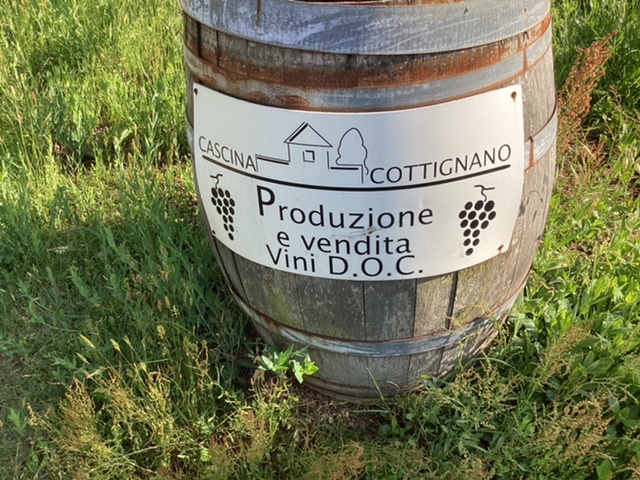 CASCINA COTTIGNANO
Produzione
e vendita
Vini D.O.C.